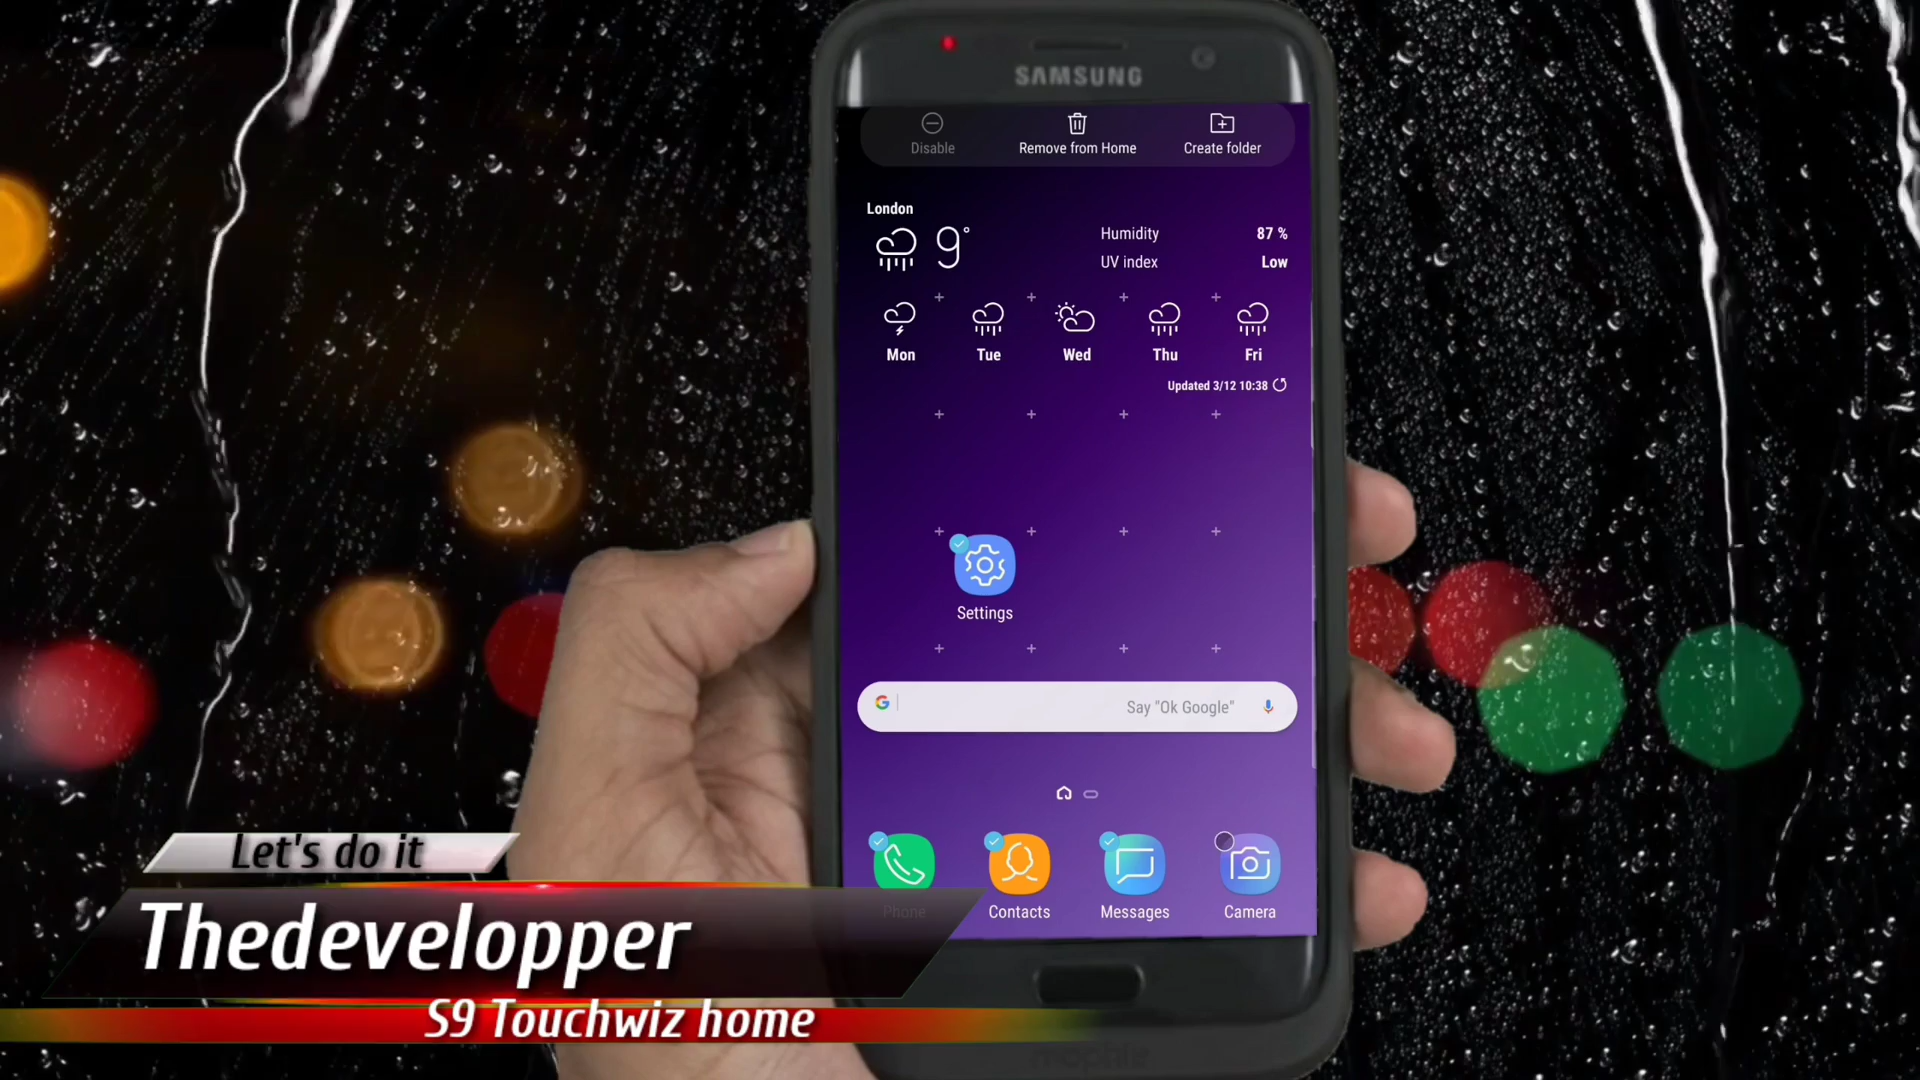 SAMSUNG
Disable
Remove from Home
Create folder
London
9°
Humidity 87 %
UV index Low
Mon Tue Wed Thu Fri
Updated 3/12 10:38
Settings
G
Say "Ok Google"
Phone Contacts Messages Camera
Let's do it
Thedevelopper
S9 Touchwiz home
mophie